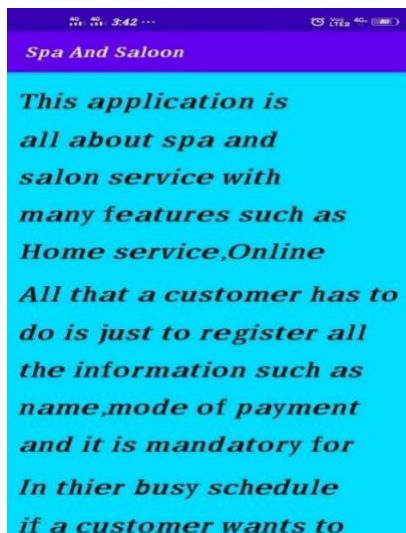 3:42 ...
Spa And Saloon
This application is
all about spa and
salon service with
many features such as
Home service,Online
All that a customer has to
do is just to register all
the information such as
name,mode of payment
and it is mandatory for
In thier busy schedule
if a customer wants to